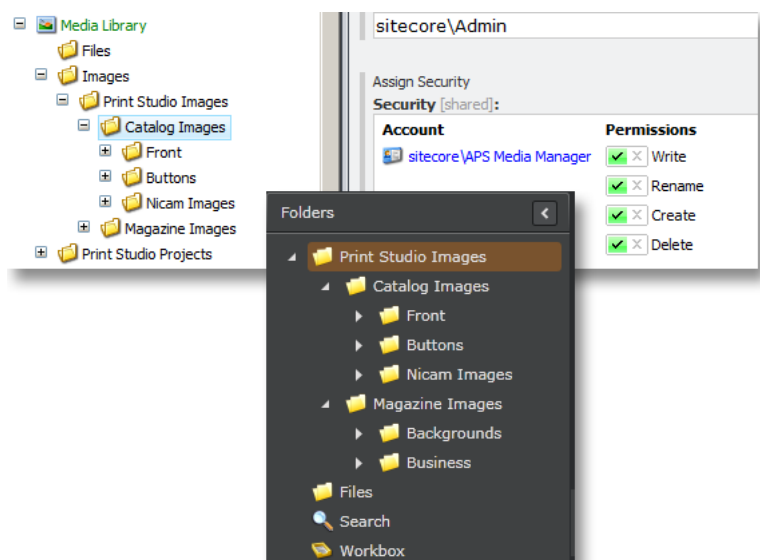 Media Library
Files
Images
Print Studio Images
Catalog Images
Front
Buttons
Nicam Images
Magazine Images
Print Studio Projects
sitecore\Admin
Assign Security
Security [shared]:
Account Permissions
sitecore\APS Media Manager Write
Rename
Create
Delete
Folders
Print Studio Images
Catalog Images
Front
Buttons
Nicam Images
Magazine Images
Backgrounds
Business
Files
Search
Workbox